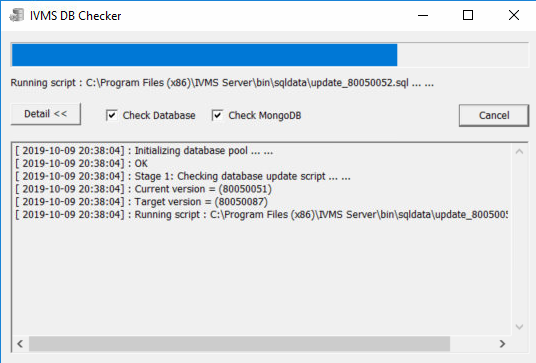 IVMS DB Checker
Running script : C:\Program Files (x86)\IVMS Server\bin\sqldata\update_80050052.sql ... ...
Detail << Check Database Check MongoDB Cancel
[ 2019-10-09 20:38:04] : Initializing database pool ... ...
[ 2019-10-09 20:38:04] : OK
[ 2019-10-09 20:38:04] : Stage 1: Checking database update script ... ...
[ 2019-10-09 20:38:04] : Current version = (80050051)
[ 2019-10-09 20:38:04] : Target version = (80050087)
[ 2019-10-09 20:38:04] : Running script : C:\Program Files (x86)\IVMS Server\bin\sqldata\update_8005005